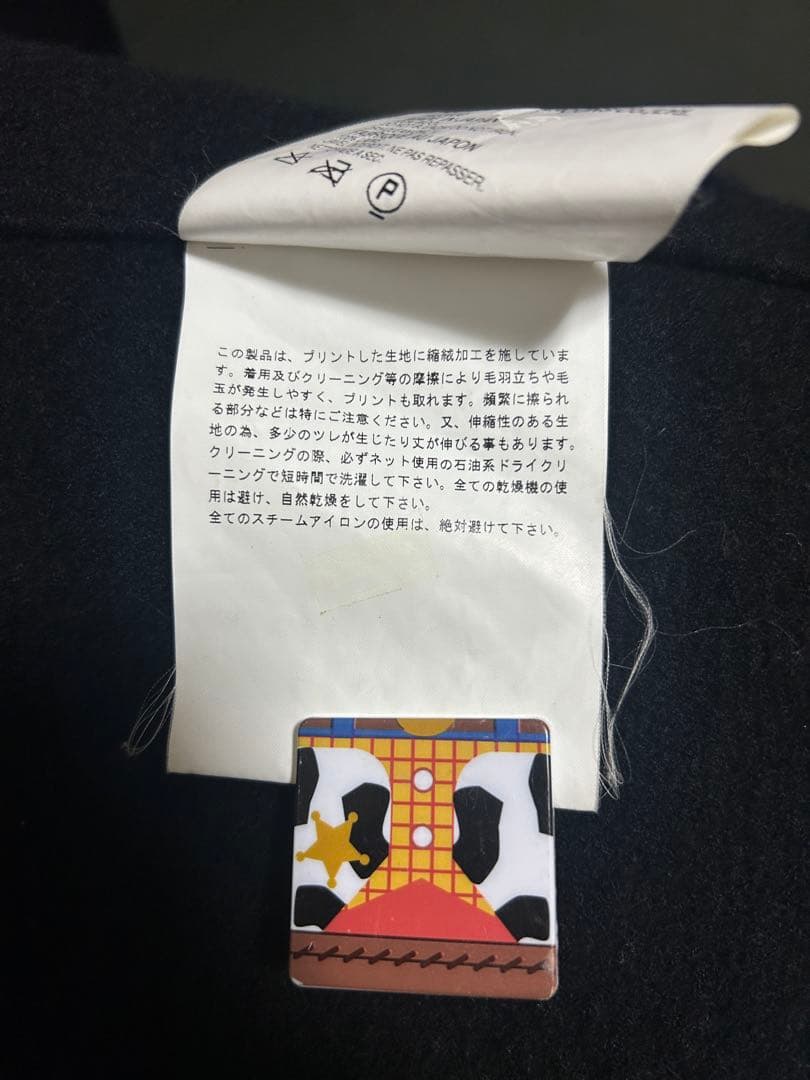 NE PAS REPASSER.
P
この製品は、プリントした生地に縮絨加工を施していま
す。着用及びクリーニング等の摩擦により毛羽立ちや毛
玉が発生しやすく、プリントも取れます。頻繁に擦られ
る部分などは特にご注意ください。又、伸縮性のある生
地の為、多少のツレが生じたり丈が伸びる事もあります。
クリーニングの際、必ずネット使用の石油系ドライクリ
ーニングで短時間で洗濯して下さい。全ての乾燥機の使
用は避け、自然乾燥をして下さい。
全てのスチームアイロンの使用は、絶対避けて下さい。